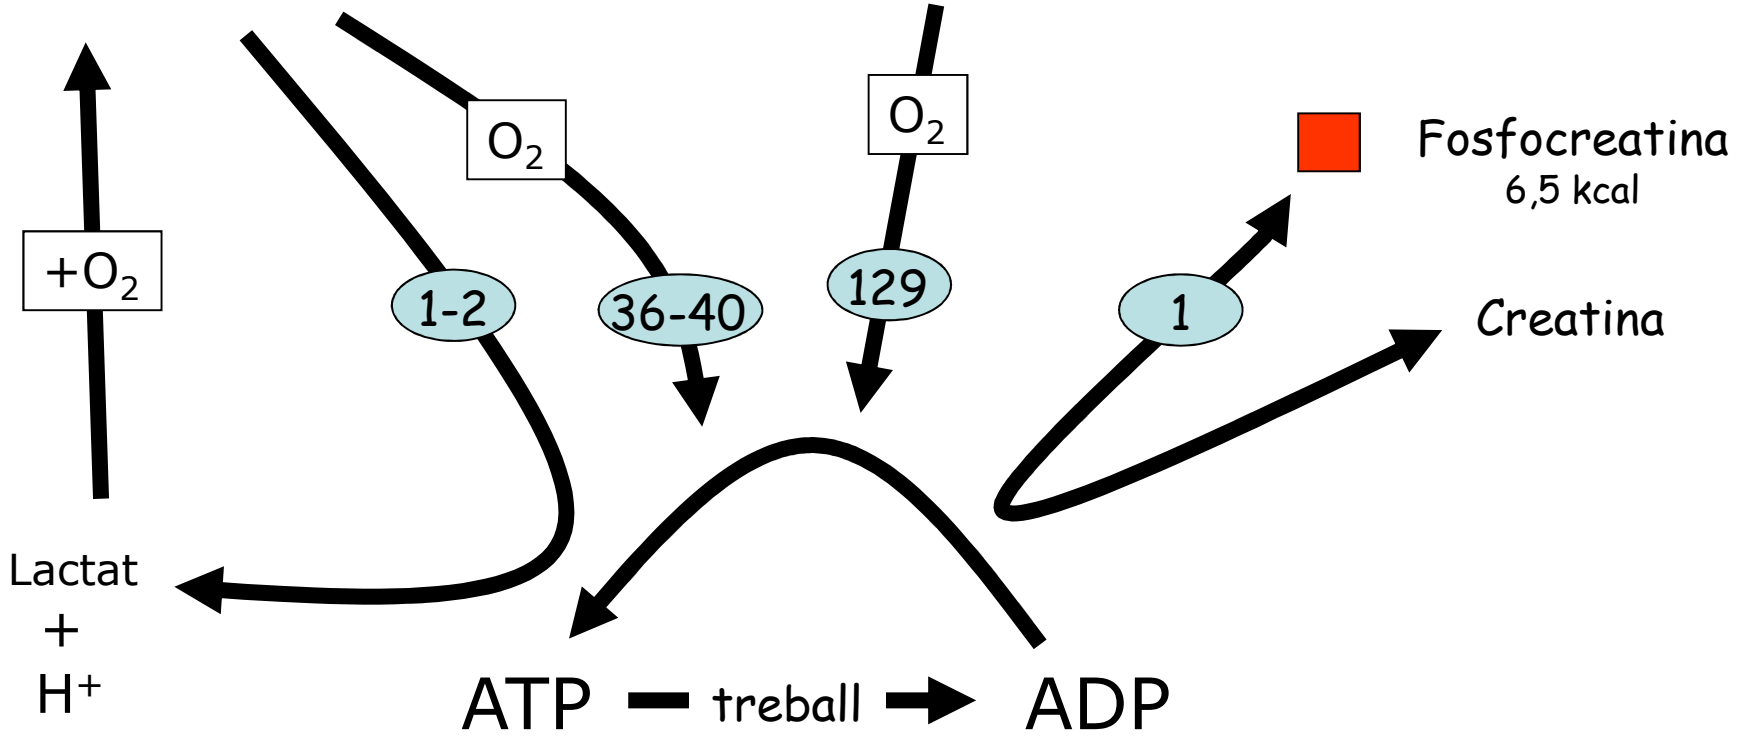 O₂
O₂
+O₂
Fosfocreatina
6,5 kcal
1-2
36-40
129
1
Creatina
Lactat
+
H⁺
ATP treball ADP